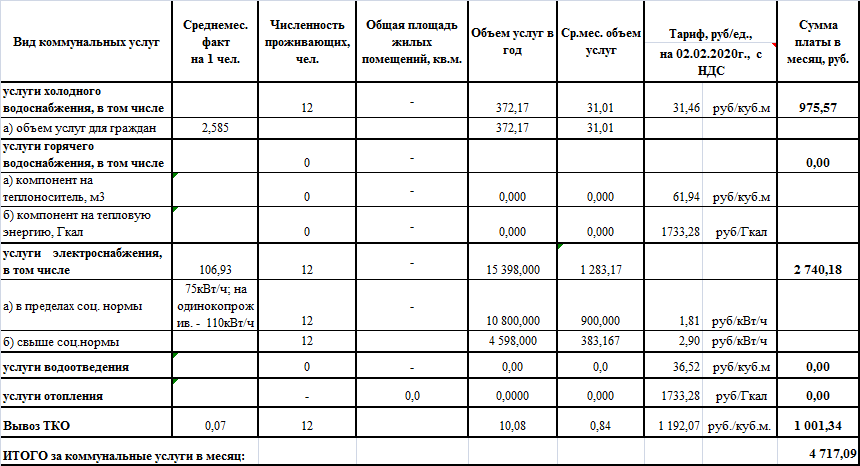 Вид коммунальных услуг
Среднемес. факт на 1 чел.
Численность проживающих, чел.
Общая площадь жилых помещений, кв.м.
Объем услуг в год
Ср.мес. объем услуг
Тариф, руб/ед.,
на 02.02.2020г., с НДС
Сумма платы в месяц, руб.
услуги холодного
водоснабжения, в том числе 12 - 372,17 31,01 31,46 руб/куб.м 975,57
а) объем услуг для граждан 2,585 372,17 31,01
услуги горячего
водоснабжения, в том числе 0 - 0,00
а) компонент на
теплоноситель, м3 0 - 0,000 0,000 61,94 руб/куб.м
б) компонент на тепловую
энергию, Гкал 0 - 0,000 0,000 1733,28 руб/Гкал
услуги электроснабжения,
в том числе 106,93 12 - 15 398,000 1 283,17 2 740,18
75кВт/ч; на
а) в пределах соц. нормы одинокопрож -
ив. - 110кВт/ч 12 10 800,000 900,000 1,81 руб/кВт/ч
б) свыше соц.нормы 12 4 598,000 383,167 2,90 руб/кВт/ч
услуги водоотведения 0 - 0,00 0,0 36,52 руб/куб.м 0,00
услуги отопления - 0,0 0,0000 0,000 1733,28 руб/Гкал 0,00
Вывоз ТКО 0,07 12 10,08 0,84 1 192,07 руб./куб.м. 1 001,34
ИТОГО за коммунальные услуги в месяц: 4 717,09